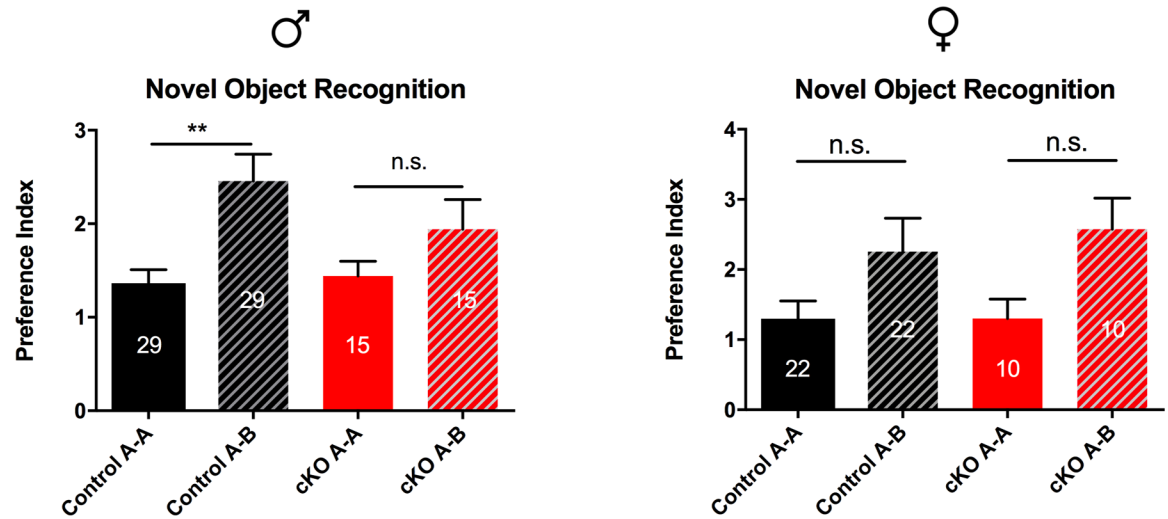 ♂
Novel Object Recognition
Preference Index
3
2
1
0
**
n.s.
29
29
15
15
Control A-A
Control A-B
cKO A-A
cKO A-B
♀
Novel Object Recognition
Preference Index
4
3
2
1
0
n.s.
n.s.
22
22
10
10
Control A-A
Control A-B
cKO A-A
cKO A-B